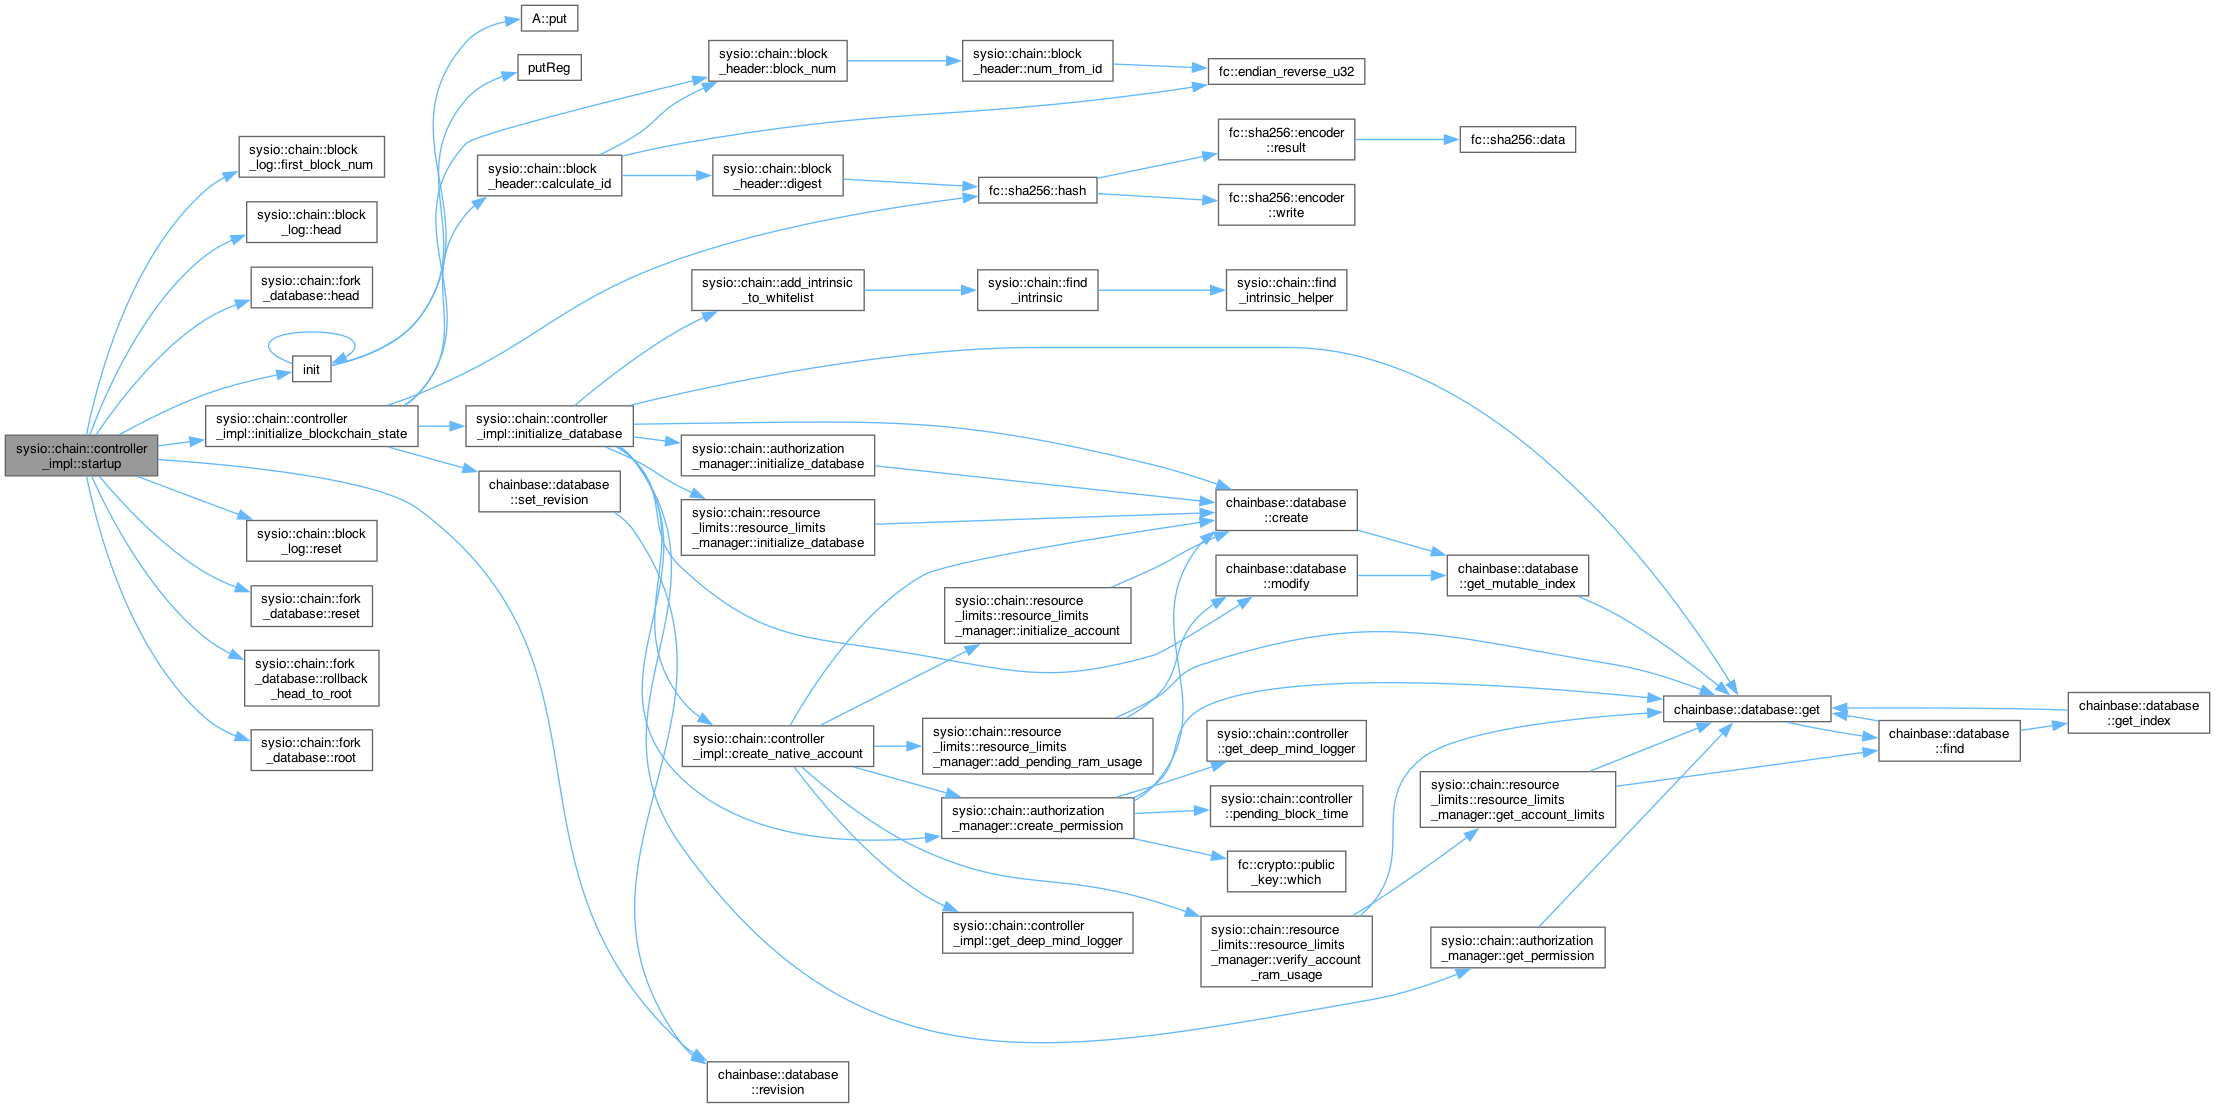 sysio::chain::controller
_impl::startup
sysio::chain::block
_log::first_block_num
sysio::chain::block
_log::head
sysio::chain::fork
_database::head
init
sysio::chain::controller
_impl::initialize_blockchain_state
sysio::chain::block
_log::reset
sysio::chain::fork
_database::reset
sysio::chain::fork
_database::rollback
_head_to_root
sysio::chain::fork
_database::root
A::put
putReg
sysio::chain::block
_header::calculate_id
sysio::chain::controller
_impl::initialize_database
chainbase::database
::set_revision
sysio::chain::block
_header::block_num
sysio::chain::block
_header::digest
sysio::chain::add_intrinsic
_to_whitelist
sysio::chain::authorization
_manager::initialize_database
sysio::chain::resource
_limits::resource_limits
_manager::initialize_database
sysio::chain::controller
_impl::create_native_account
chainbase::database
::revision
sysio::chain::block
_header::num_from_id
fc::sha256::hash
sysio::chain::find
_intrinsic
sysio::chain::resource
_limits::resource_limits
_manager::initialize_account
sysio::chain::resource
_limits::resource_limits
_manager::add_pending_ram_usage
sysio::chain::authorization
_manager::create_permission
sysio::chain::controller
_impl::get_deep_mind_logger
fc::endian_reverse_u32
fc::sha256::encoder
::result
fc::sha256::encoder
::write
sysio::chain::find
_intrinsic_helper
chainbase::database
::create
chainbase::database
::modify
sysio::chain::controller
::get_deep_mind_logger
sysio::chain::controller
::pending_block_time
fc::crypto::public
_key::which
sysio::chain::resource
_limits::resource_limits
_manager::verify_account
_ram_usage
fc::sha256::data
chainbase::database
::get_mutable_index
sysio::chain::resource
_limits::resource_limits
_manager::get_account_limits
sysio::chain::authorization
_manager::get_permission
chainbase::database::get
chainbase::database
::find
chainbase::database
::get_index